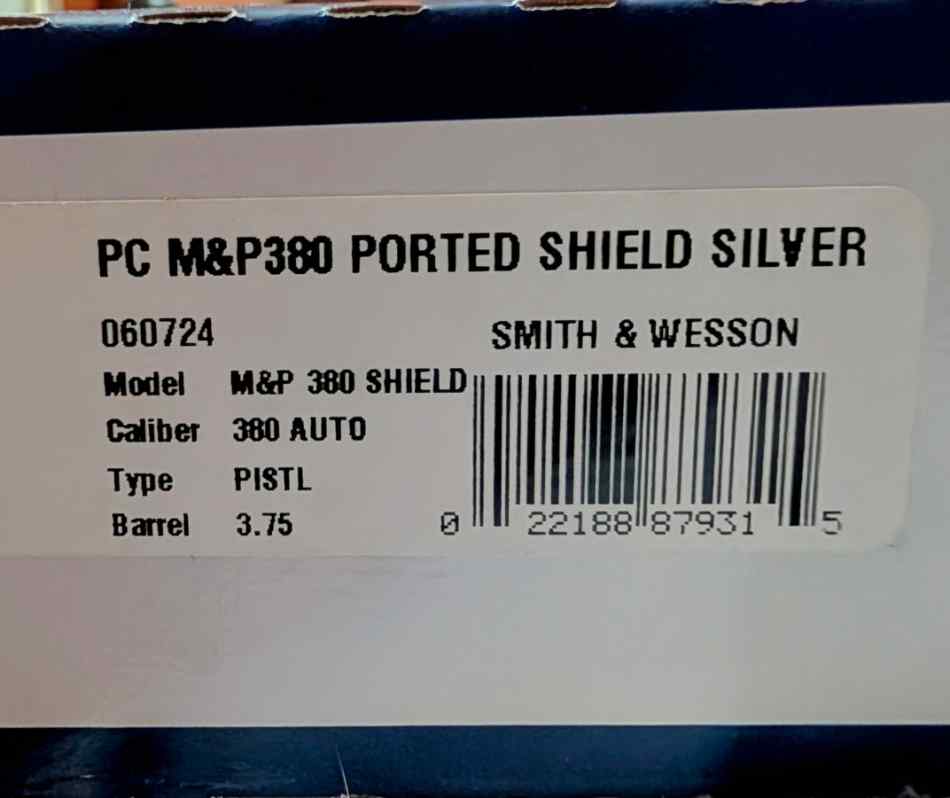 PC M&P380 PORTED SHIELD SILVER
060724 SMITH & WESSON
Model M&P 380 SHIELD
Caliber 380 AUTO
Type PISTL
Barrel 3.75
0 22188 87931 5